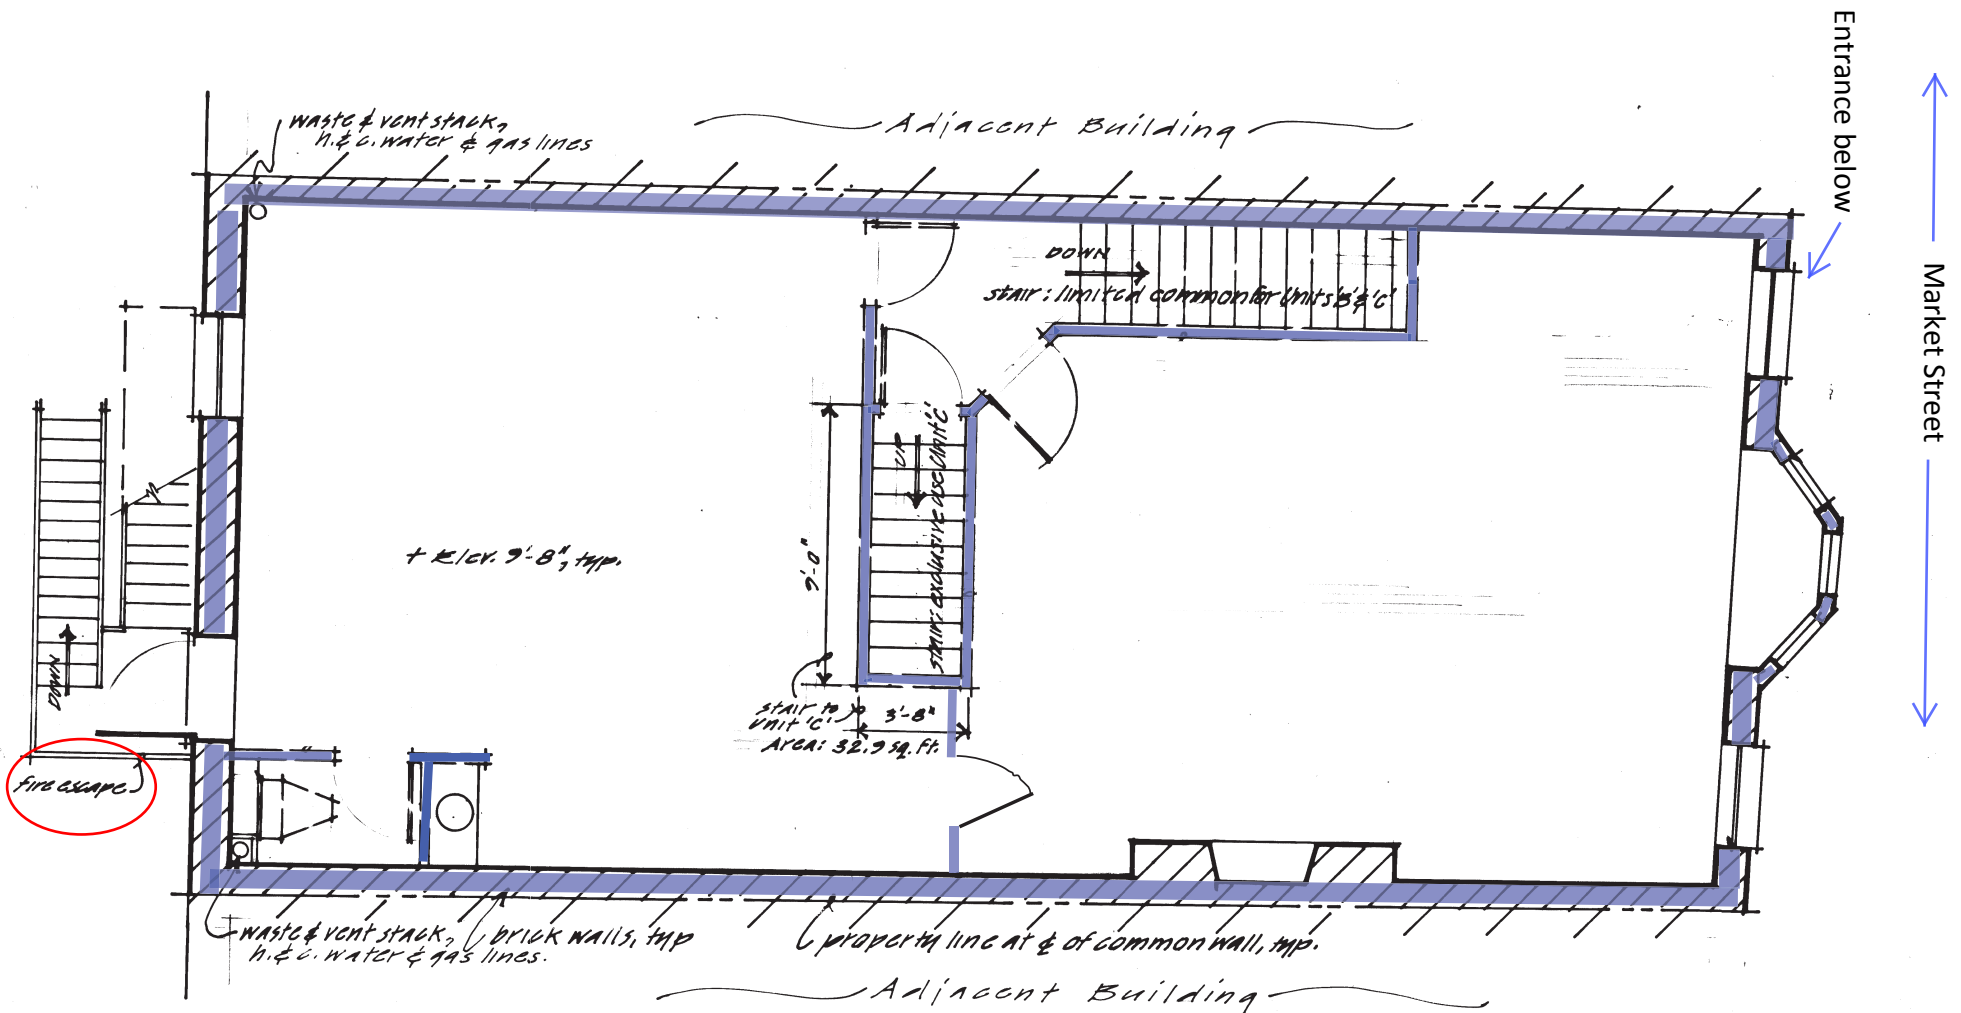 Entrance below
Market Street
Adjacent Building
waste & vent stack,
h.&c. water & gas lines
DOWN
stair: limited common for Units 'B' & 'C'
UP
stair: exclusive use Unit 'C'
9'-0"
+ Elev. 9'-8", typ.
DOWN
fire escape
stair to
Unit 'C'
3'-8"
Area: 32.9 sq. ft.
waste & vent stack,
h.&c. water & gas lines.
brick walls, typ
property line at ℄ of common wall, typ.
Adjacent Building